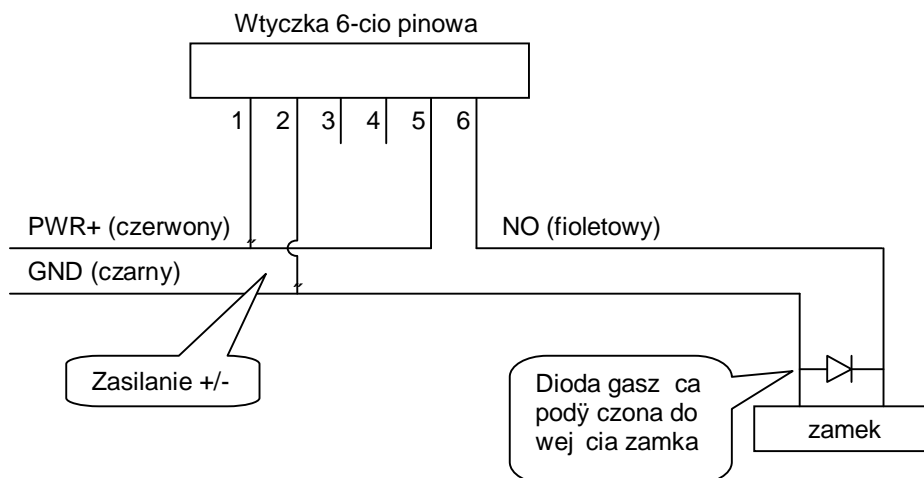 Wtyczka 6-cio pinowa
1 2 3 4 5 6
PWR+ (czerwony)
NO (fioletowy)
GND (czarny)
Zasilanie +/-
Dioda gasz ca
podÿ czona do
wej cia zamka
zamek